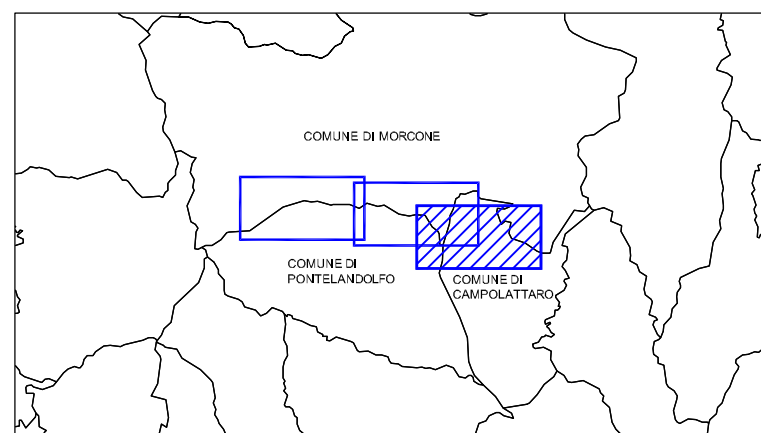 COMUNE DI MORCONE
COMUNE DI
PONTELANDOLFO
COMUNE DI
CAMPOLATTARO